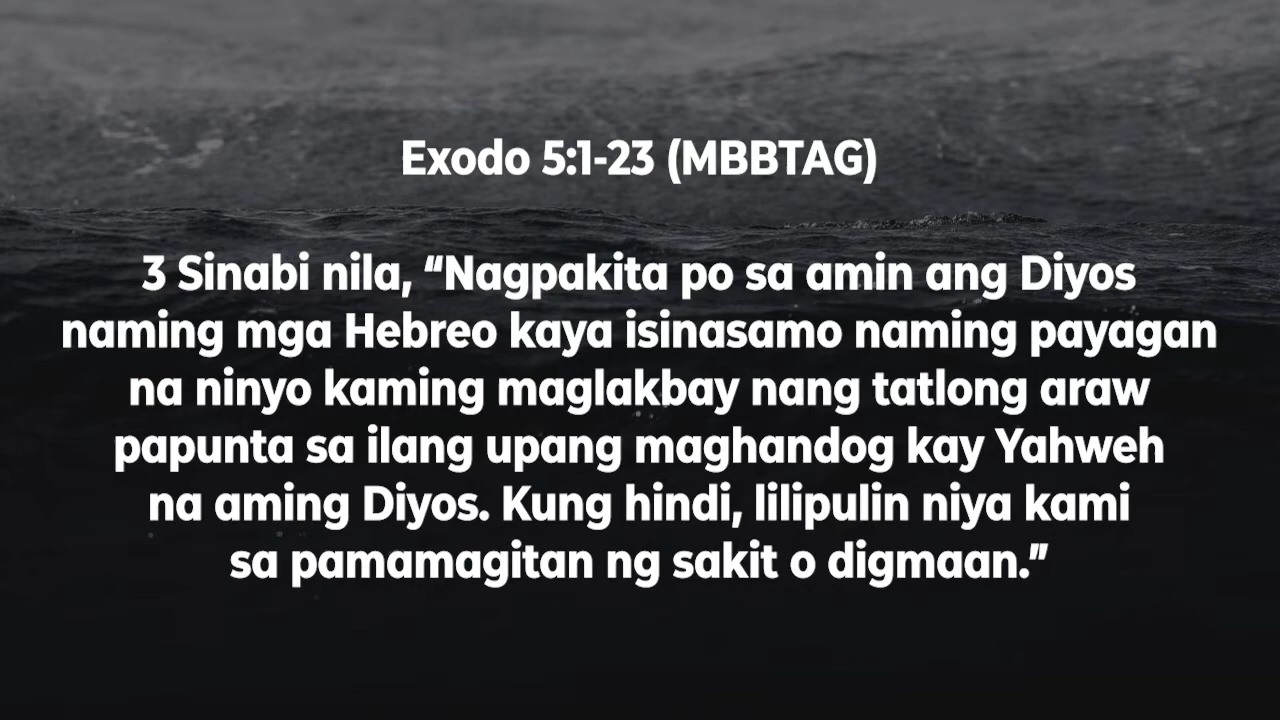 Exodo 5:1-23 (MBBTAG)
3 Sinabi nila, “Nagpakita po sa amin ang Diyos
naming mga Hebreo kaya isinasamo naming payagan
na ninyo kaming maglakbay nang tatlong araw
papunta sa ilang upang maghandog kay Yahweh
na aming Diyos. Kung hindi, lilipulin niya kami
sa pamamagitan ng sakit o digmaan.”